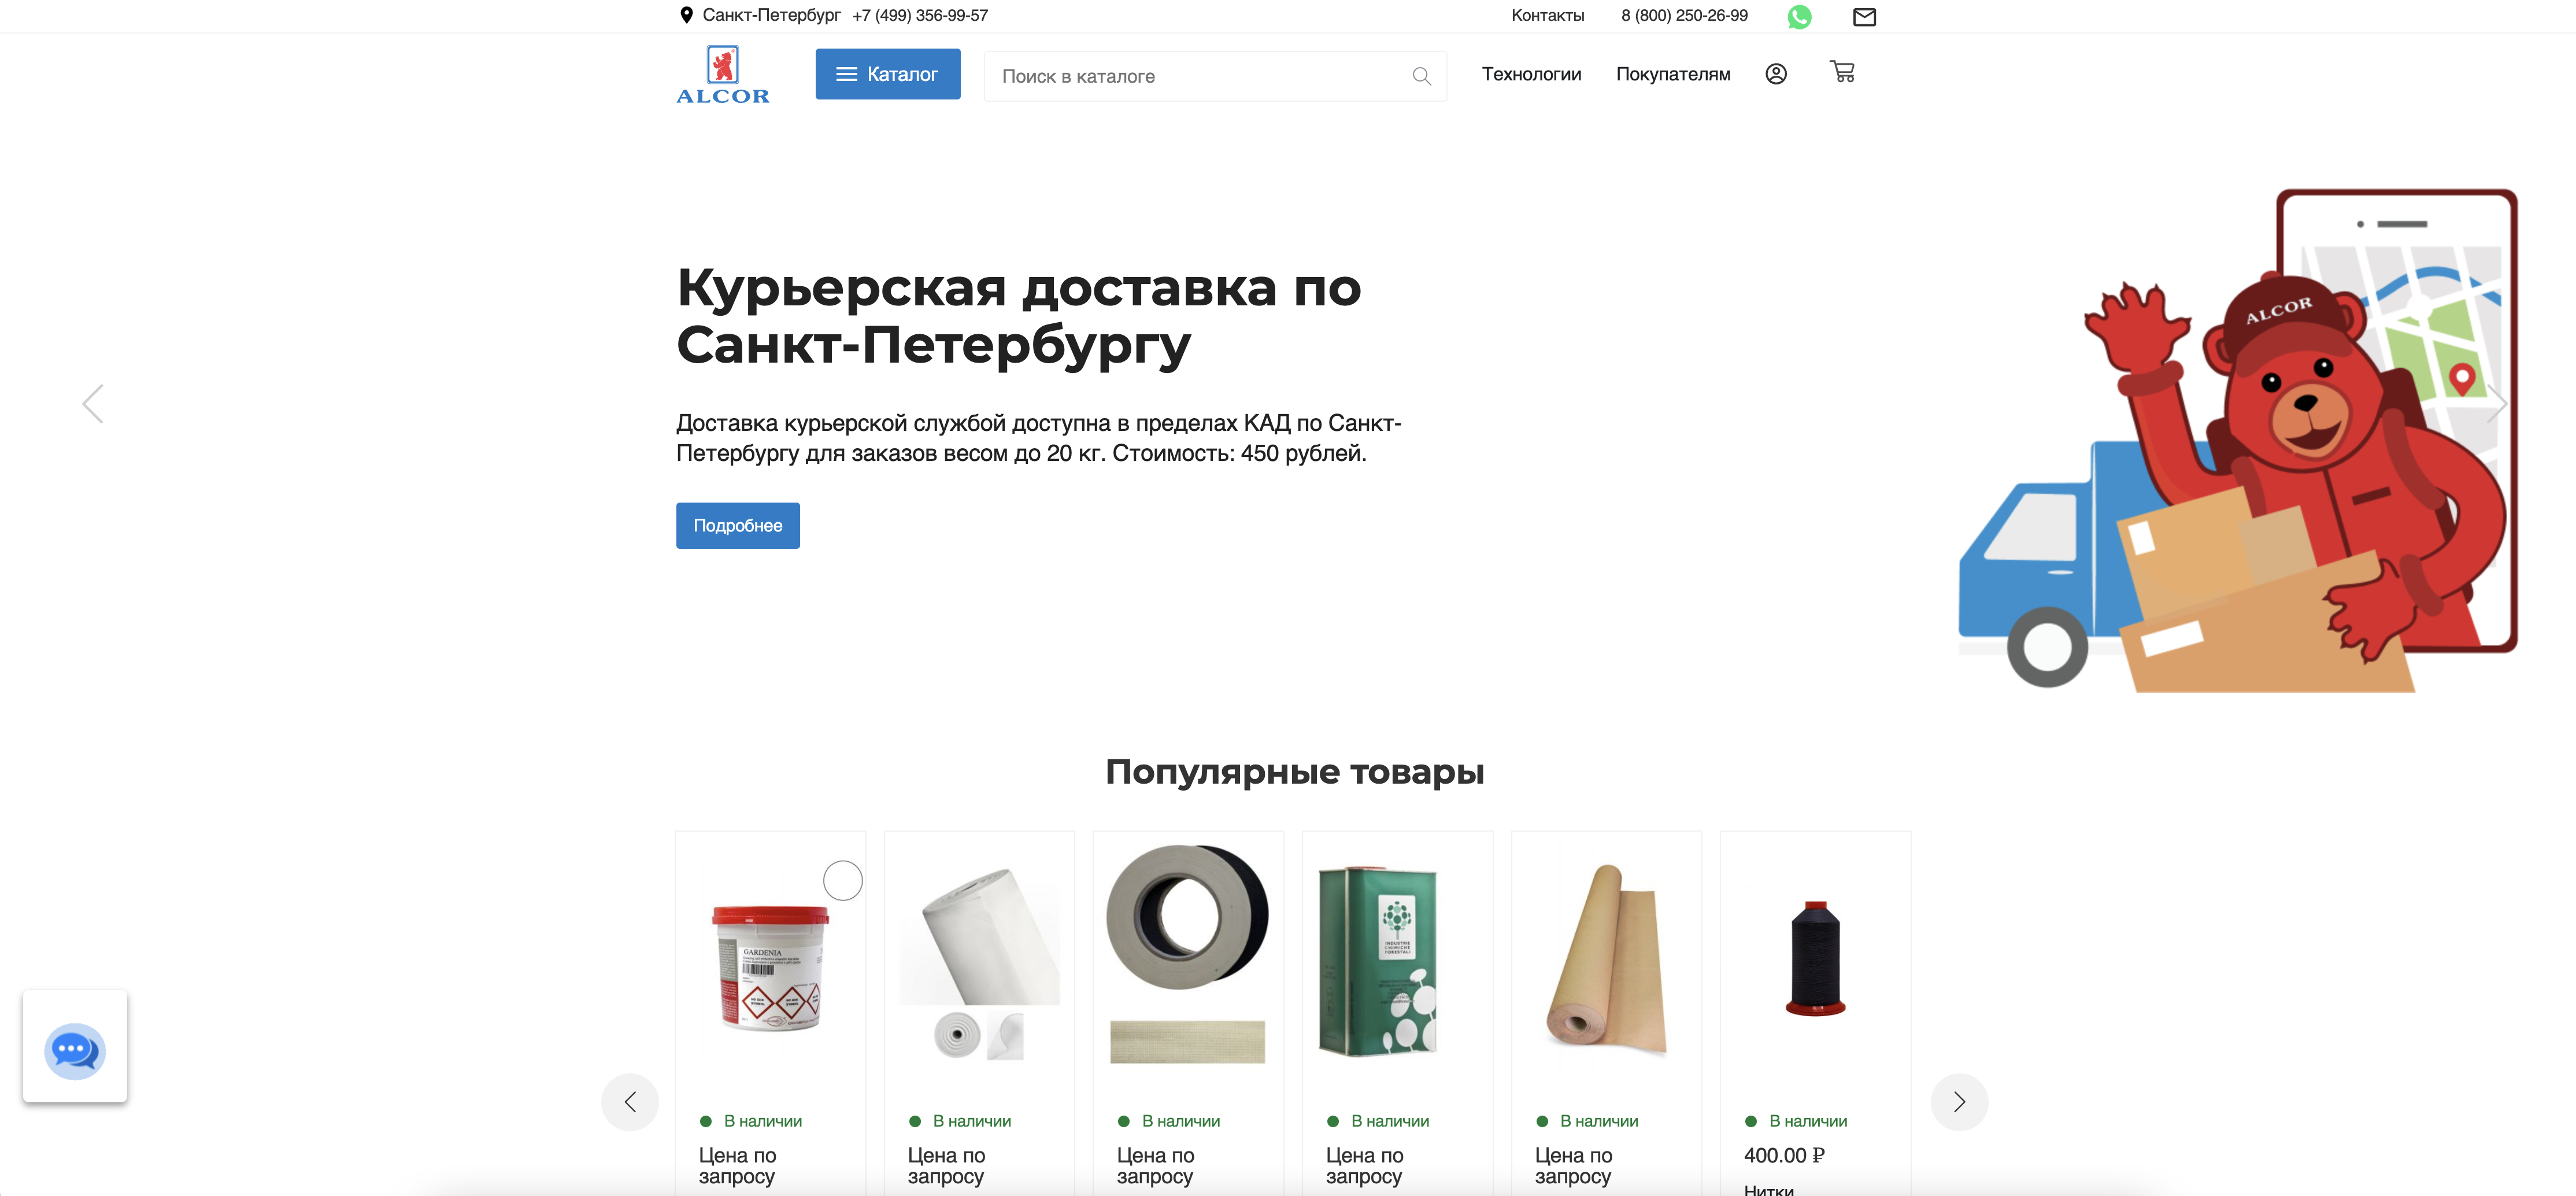 Санкт-Петербург +7 (499) 356-99-57
Контакты 8 (800) 250-26-99
ALCOR
Каталог
Поиск в каталоге
Технологии Покупателям
Курьерская доставка по
Санкт-Петербургу
Доставка курьерской службой доступна в пределах КАД по Санкт-
Петербургу для заказов весом до 20 кг. Стоимость: 450 рублей.
Подробнее
ALCOR
Популярные товары
GARDENIA
INDUSTRIE
CHIMICHE
FORESTALI
В наличии
Цена по
запросу
В наличии
Цена по
запросу
В наличии
Цена по
запросу
В наличии
Цена по
запросу
В наличии
Цена по
запросу
В наличии
400.00 ₽
Нитки